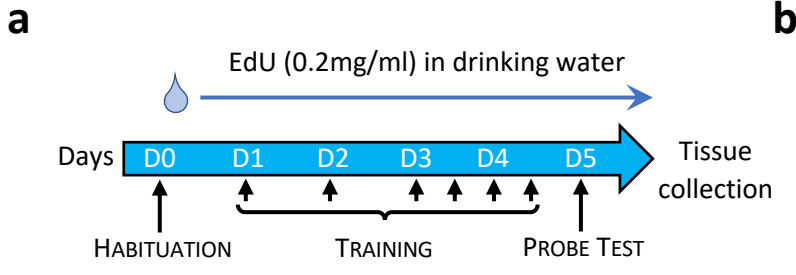 a
b
EdU (0.2mg/ml) in drinking water
Days D0 D1 D2 D3 D4 D5 Tissue
collection
HABITUATION TRAINING PROBE TEST